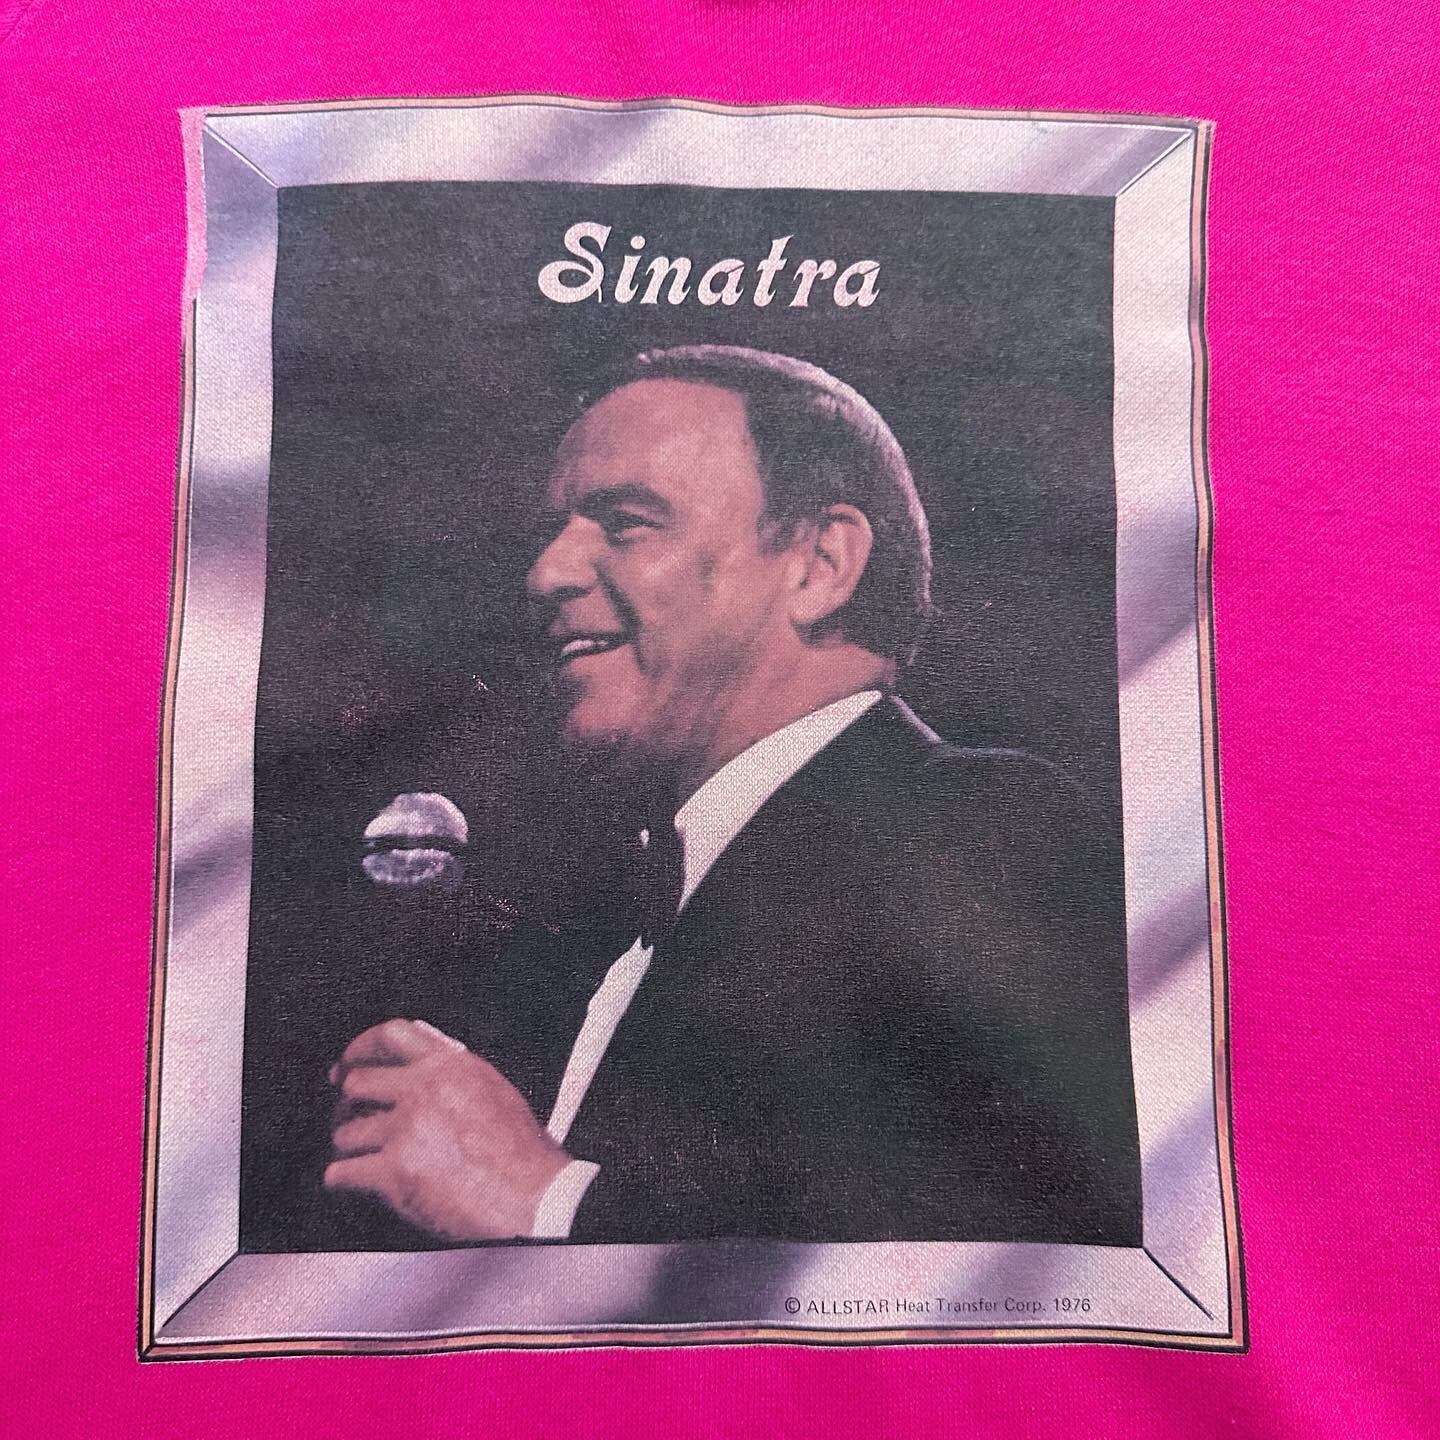 Sinatra
© ALLSTAR Heat Transfer Corp. 1976